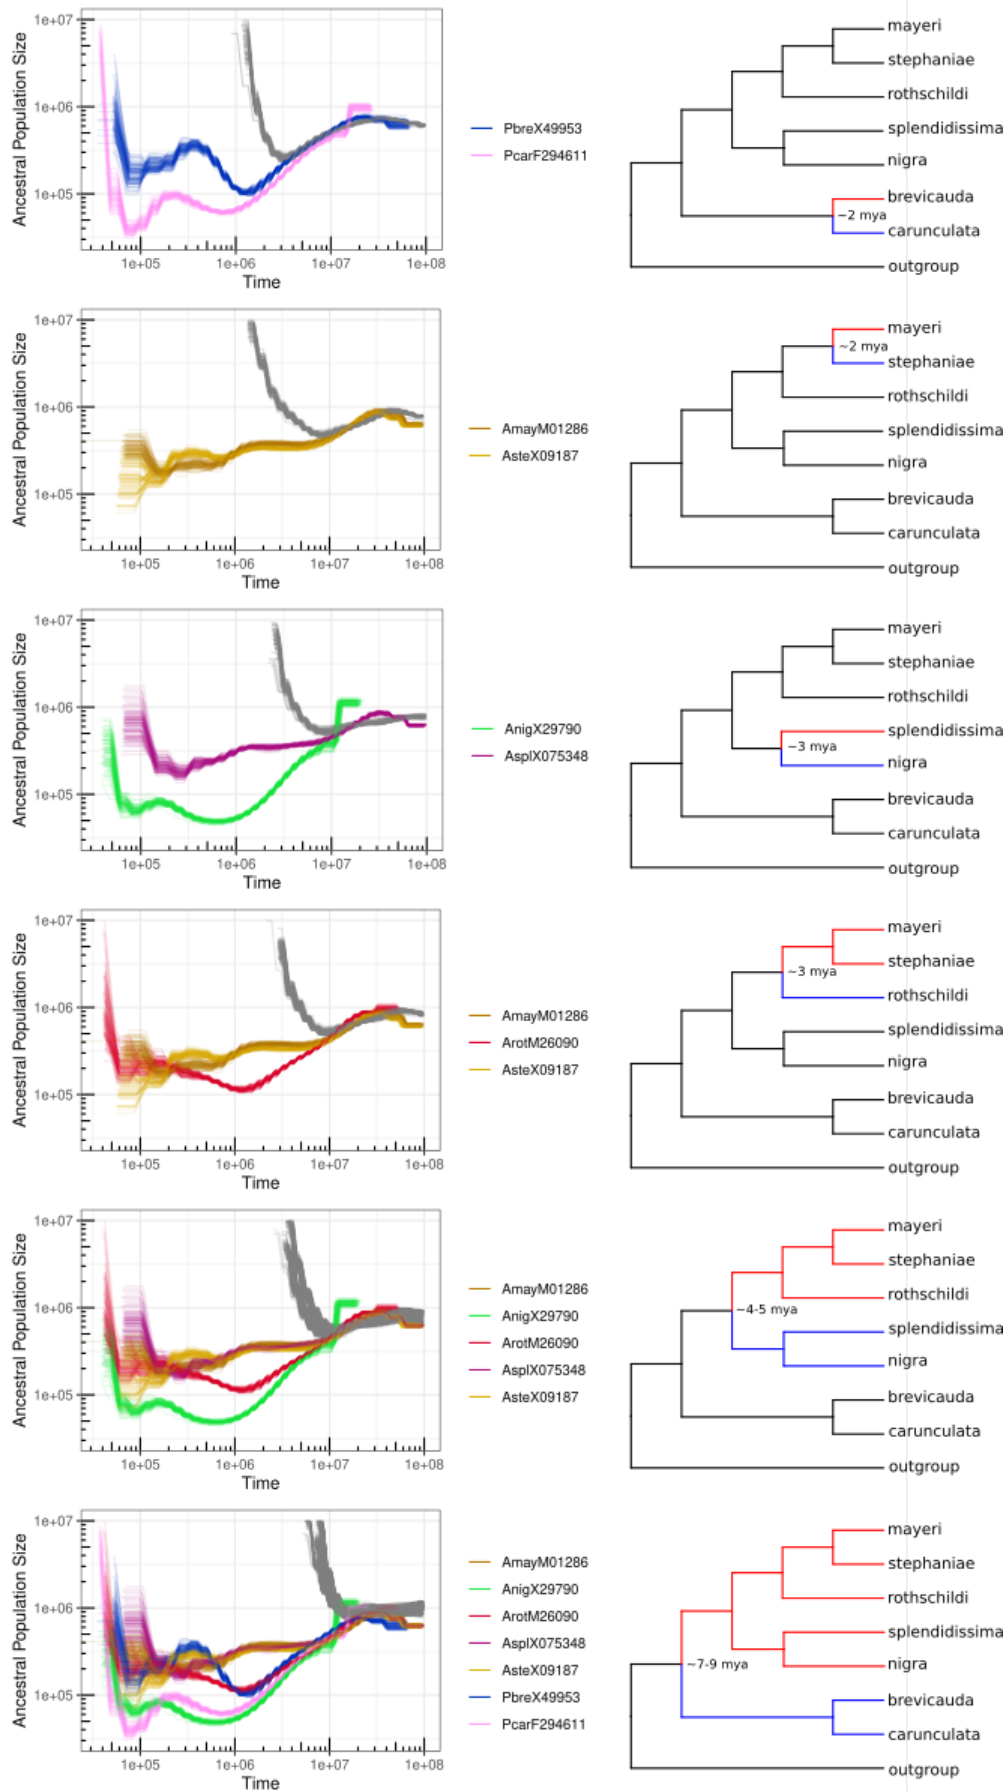 1e+07
1e+06
1e+05
Ancestral Population Size
1e+05 1e+06 1e+07 1e+08
Time
PbreX49953
PcarF294611
mayeri
stephaniae
rothschildi
splendidissima
nigra
brevicauda
~2 mya
carunculata
outgroup
1e+07
1e+06
1e+05
Ancestral Population Size
1e+05 1e+06 1e+07 1e+08
Time
AmayM01286
AsteX09187
mayeri
~2 mya
stephaniae
rothschildi
splendidissima
nigra
brevicauda
carunculata
outgroup
1e+07
1e+06
1e+05
Ancestral Population Size
1e+05 1e+06 1e+07 1e+08
Time
AnigX29790
AsplX075348
mayeri
stephaniae
rothschildi
splendidissima
~3 mya
nigra
brevicauda
carunculata
outgroup
1e+07
1e+06
1e+05
Ancestral Population Size
1e+05 1e+06 1e+07 1e+08
Time
AmayM01286
ArotM26090
AsteX09187
mayeri
stephaniae
~3 mya
rothschildi
splendidissima
nigra
brevicauda
carunculata
outgroup
1e+07
1e+06
1e+05
Ancestral Population Size
1e+05 1e+06 1e+07 1e+08
Time
AmayM01286
AnigX29790
ArotM26090
AsplX075348
AsteX09187
mayeri
stephaniae
rothschildi
~4-5 mya
splendidissima
nigra
brevicauda
carunculata
outgroup
1e+07
1e+06
1e+05
Ancestral Population Size
1e+05 1e+06 1e+07 1e+08
Time
AmayM01286
AnigX29790
ArotM26090
AsplX075348
AsteX09187
PbreX49953
PcarF294611
mayeri
stephaniae
rothschildi
splendidissima
~7-9 mya
nigra
brevicauda
carunculata
outgroup